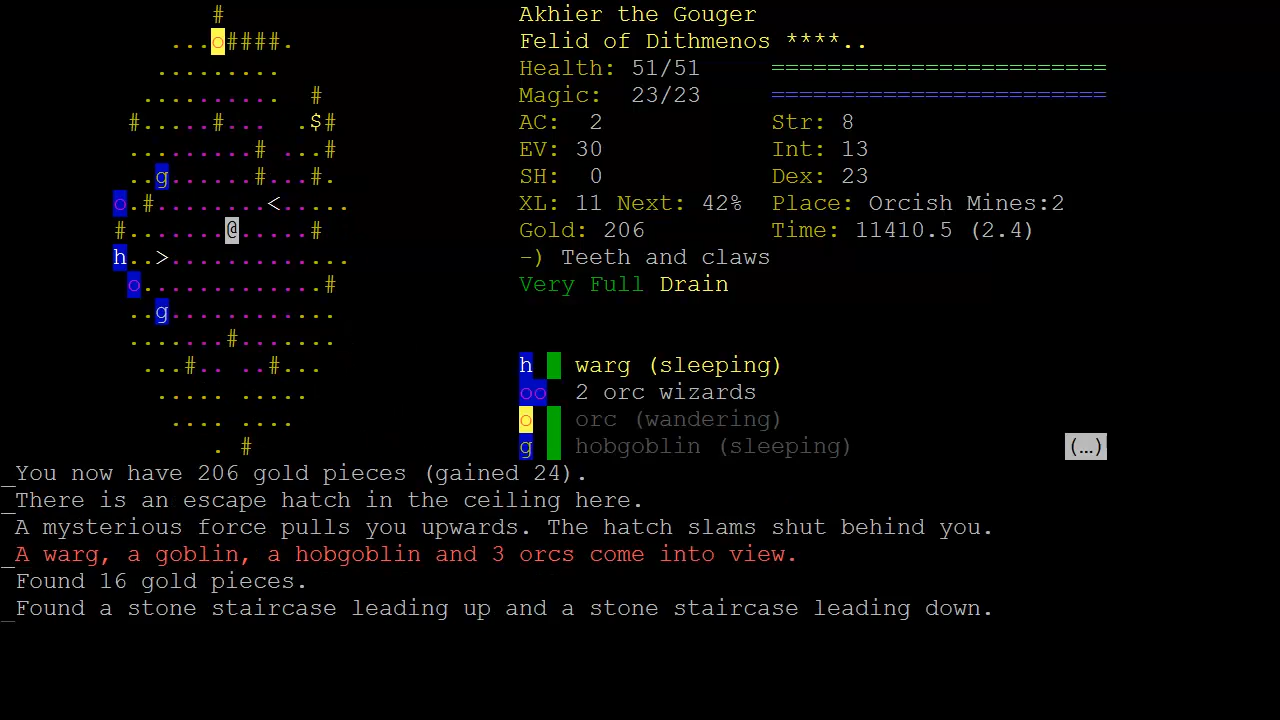 # Akhier the Gouger
...o####. Felid of Dithmenos ****..
......... Health: 51/51 ========================
.......... # Magic: 23/23 ========================
#.....#... .$# AC: 2 Str: 8
.........# ...# EV: 30 Int: 13
..g......#...#. SH: 0 Dex: 23
o.#........<..... XL: 11 Next: 42% Place: Orcish Mines:2
#.......@.....# Gold: 206 Time: 11410.5 (2.4)
h..>............. -) Teeth and claws
o.............# Very Full Drain
..g............
.......#.......
...#.. ..#... h warg (sleeping)
..... ..... oo 2 orc wizards
.... .... o orc (wandering)
. # g hobgoblin (sleeping) (...)
_You now have 206 gold pieces (gained 24).
_There is an escape hatch in the ceiling here.
A mysterious force pulls you upwards. The hatch slams shut behind you.
_A warg, a goblin, a hobgoblin and 3 orcs come into view.
Found 16 gold pieces.
_Found a stone staircase leading up and a stone staircase leading down.